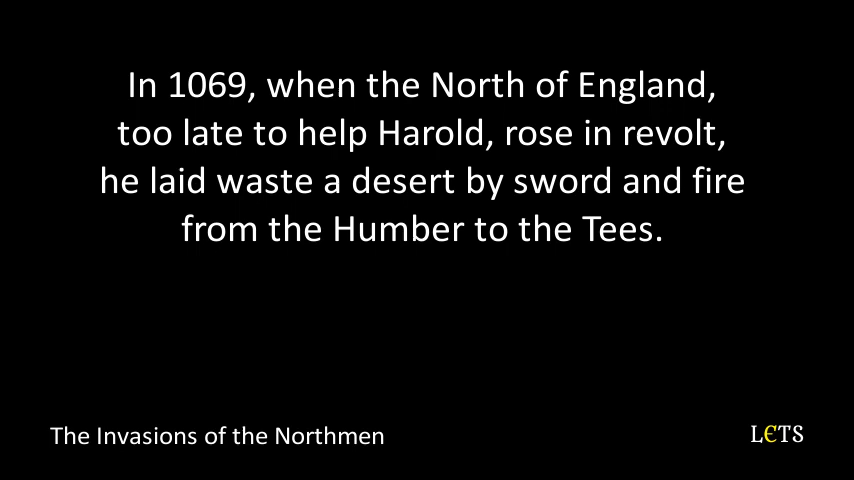 In 1069, when the North of England,
too late to help Harold, rose in revolt,
he laid waste a desert by sword and fire
from the Humber to the Tees.
The Invasions of the Northmen
LЄTS